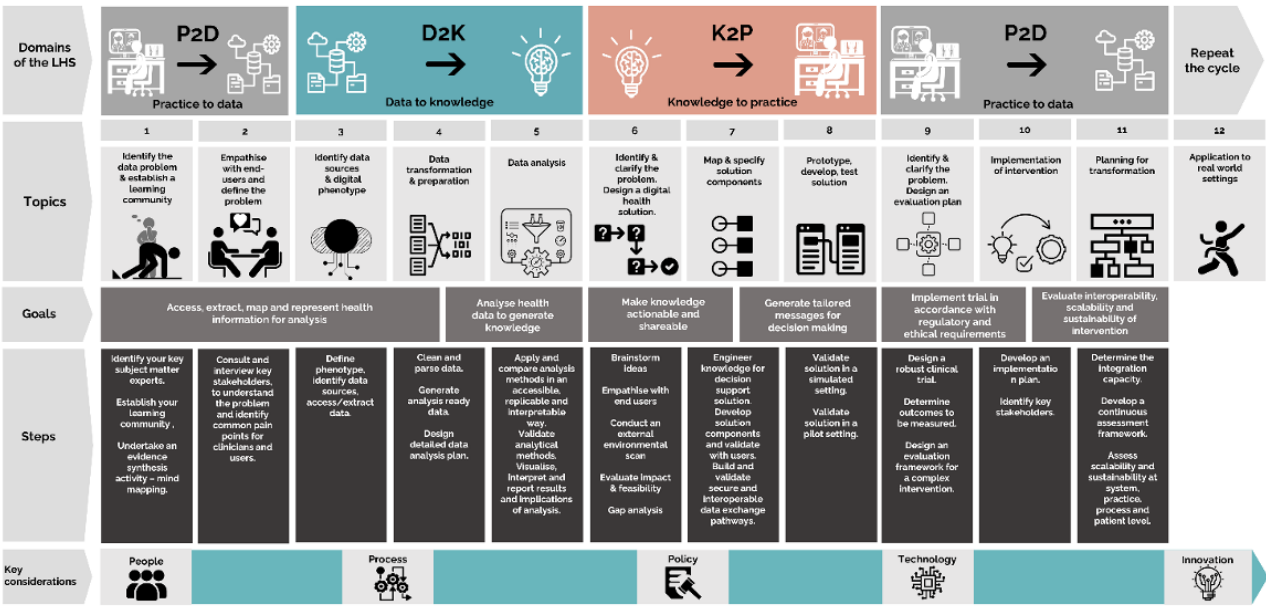 Domains
of the LHS
P2D
Practice to data
D2K
Data to knowledge
K2P
Knowledge to practice
P2D
Practice to data
Repeat
the cycle
Topics
1
Identify the
data problem
& establish a
learning
community
2
Empathise
with end-
users and
define the
problem
3
Identify data
sources
& digital
phenotype
4
Data
transformation
& preparation
010
101
010
5
Data analysis
6
Identify &
clarify the
problem.
Design a digital
health
solution.
? ?
?
7
Map & specify
solution
components
8
Prototype,
develop, test
solution
9
Identify &
clarify the
problem.
Design an
evaluation plan
10
Implementation
of intervention
11
Planning for
transformation
12
Application to
real world
settings
Goals
Access, extract, map and represent health
information for analysis
Analyse health
data to generate
knowledge
Make knowledge
actionable and
shareable
Generate tailored
messages for
decision making
Implement trial in
accordance with
regulatory and
ethical requirements
Evaluate interoperability,
scalability and
sustainability of
intervention
Steps
Identify your key
subject matter
experts.
Establish your
learning
community .
Undertake an
evidence
synthesis
activity – mind
mapping.
Consult and
interview key
stakeholders,
to understand
the problem
and identify
common pain
points for
clinicians and
users.
Define
phenotype,
identify data
sources,
access/extract
data.
Clean and
parse data.
Generate
analysis ready
data.
Design
detailed data
analysis plan.
Apply and
compare analysis
methods in an
accessible,
replicable and
interpretable
way.
Validate
analytical
methods.
Visualise,
interpret and
report results
and implications
of analysis.
Brainstorm
ideas
Empathise with
end users
Conduct an
external
environmental
scan
Evaluate impact
& feasibility
Gap analysis
Engineer
knowledge for
decision
support
solution.
Develop
solution
components
and validate
with users.
Build and
validate
secure and
interoperable
data exchange
pathways.
Validate
solution in a
simulated
setting.
Validate
solution in a
pilot setting.
Design a
robust clinical
trial.
Determine
outcomes to
be measured.
Design an
evaluation
framework for
a complex
intervention.
Develop an
implementatio
n plan.
Identify key
stakeholders.
Determine the
integration
capacity.
Develop a
continuous
assessment
framework.
Assess
scalability and
sustainability at
system,
practice,
process and
patient level.
Key
considerations
People
Process
Policy
Technology
Innovation